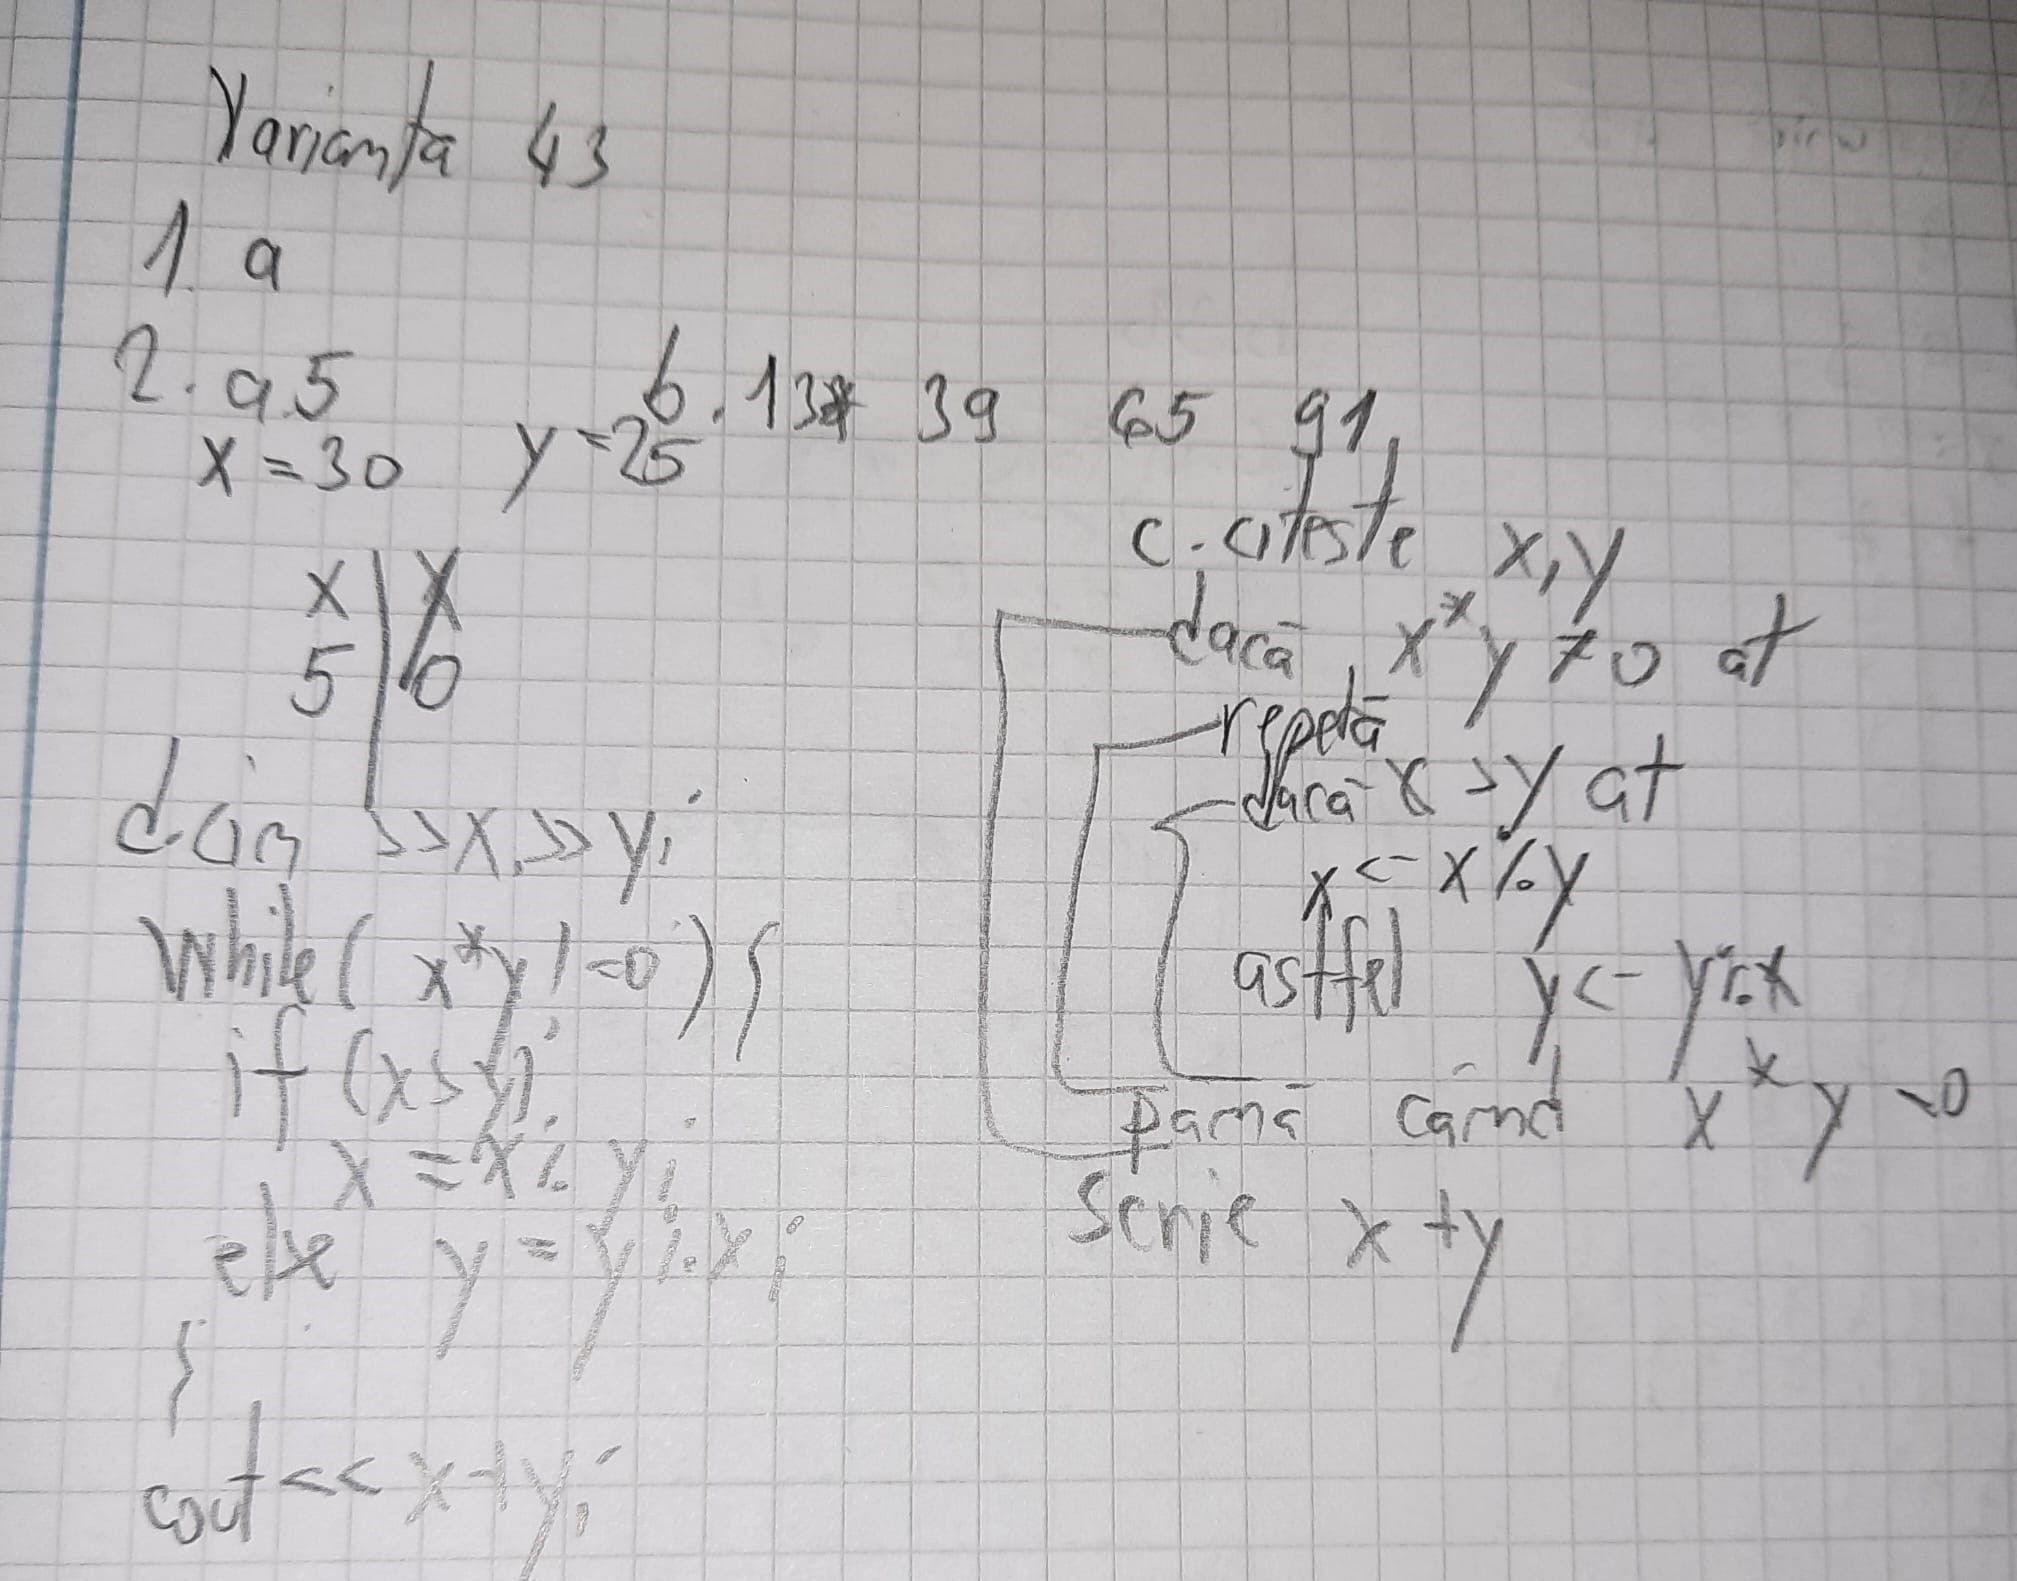 Varianta 43
1. a
2. a. 5 b. 13 39 65 91
x = 30 y = 25
x y
5 0
d. cin >> x >> y;
while ( x * y != 0 ) {
if (x > y)
x = x % y;
else y = y % x;
}
cout << x + y;
c. citeste x, y
dacă x * y ≠ 0 at
repetă
dacă x > y at
x <- x % y
astfel y <- y % x
pană când x * y = 0
scrie x + y